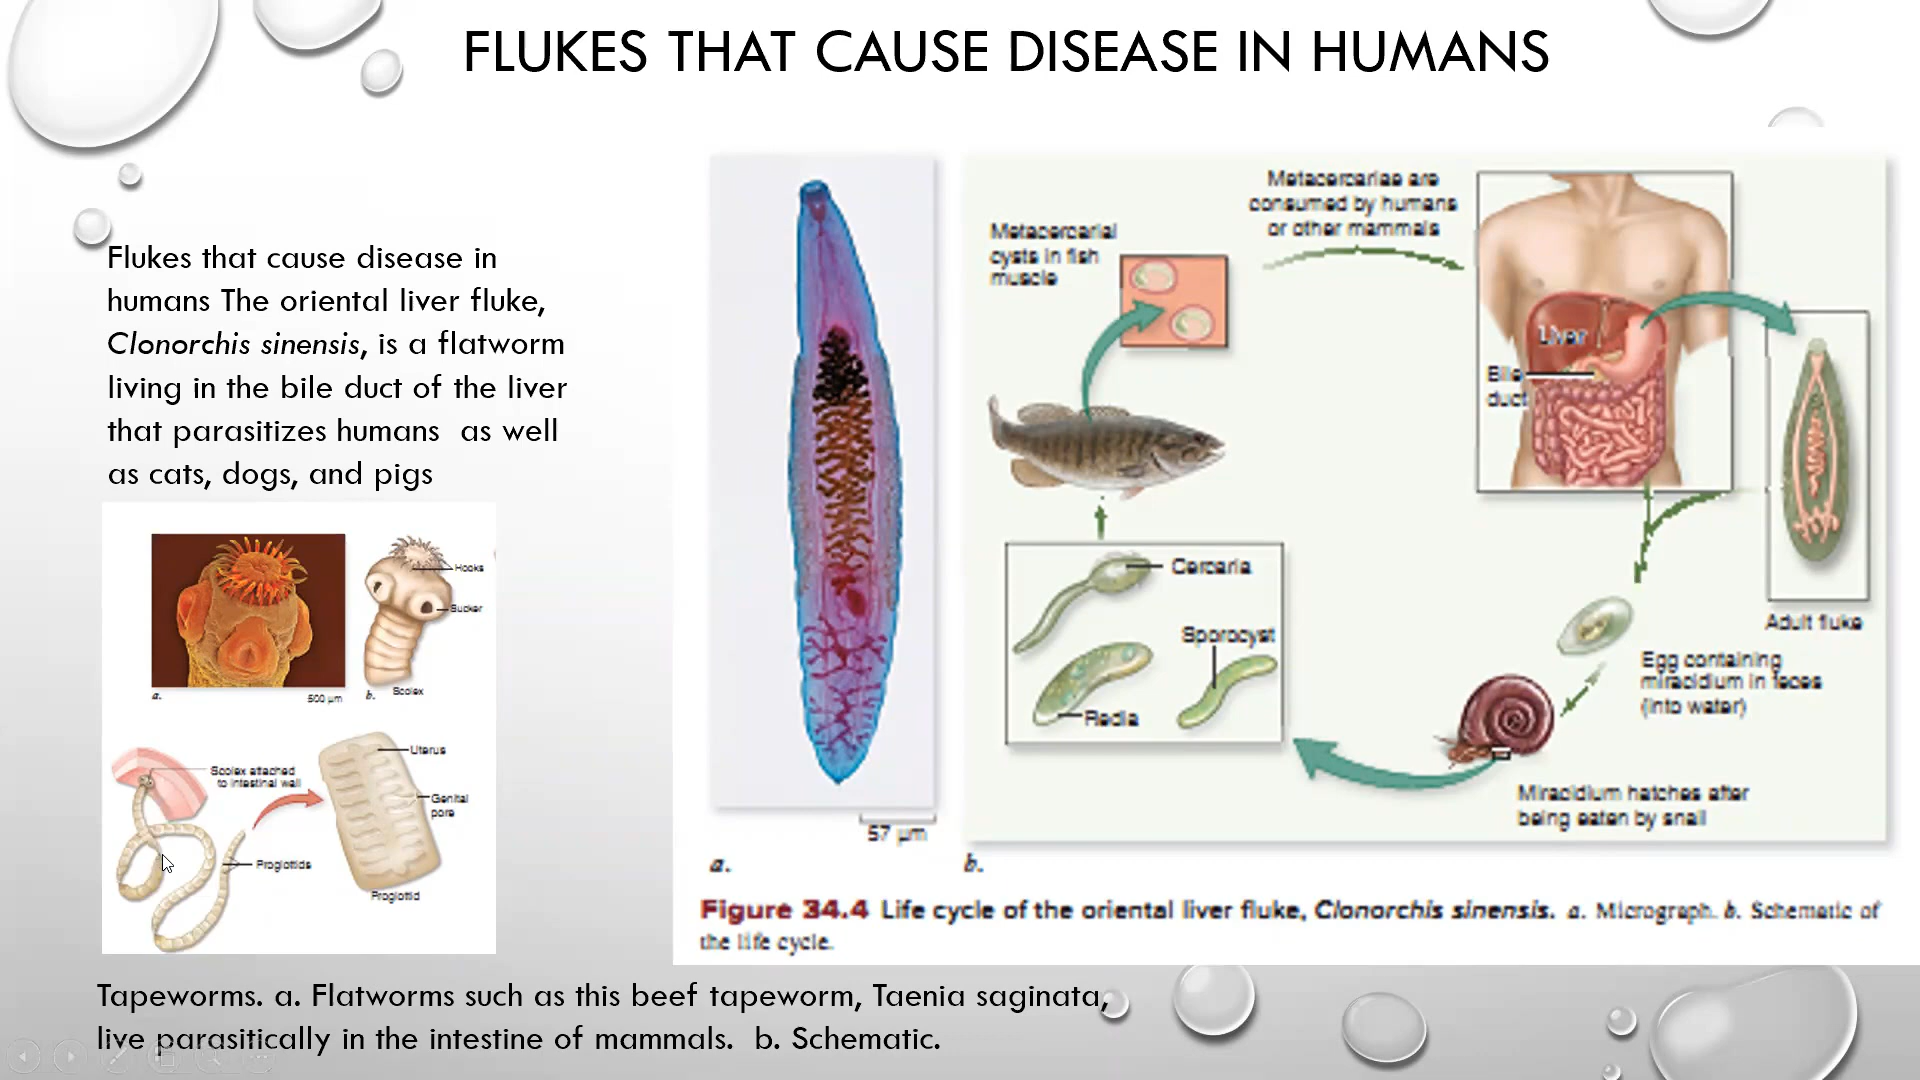 FLUKES THAT CAUSE DISEASE IN HUMANS
Flukes that cause disease in
humans The oriental liver fluke,
Clonorchis sinensis, is a flatworm
living in the bile duct of the liver
that parasitizes humans as well
as cats, dogs, and pigs
Hooks
Sucker
a.
500 µm
b.
Scolex
Scolex attached
to intestinal wall
Uterus
Genital
pore
Proglottids
Proglottid
Tapeworms. a. Flatworms such as this beef tapeworm, Taenia saginata,
live parasitically in the intestine of mammals. b. Schematic.
57 µm
a.
Metacercarial
cysts in fish
muscle
Metacercariae are
consumed by humans
or other mammals
Liver
Bile
duct
Adult fluke
Egg containing
miracidium in feces
(into water)
Miracidium hatches after
being eaten by snail
Cercaria
Sporocyst
Redia
b.
Figure 34.4 Life cycle of the oriental liver fluke, Clonorchis sinensis. a. Micrograph. b. Schematic of
the life cycle.